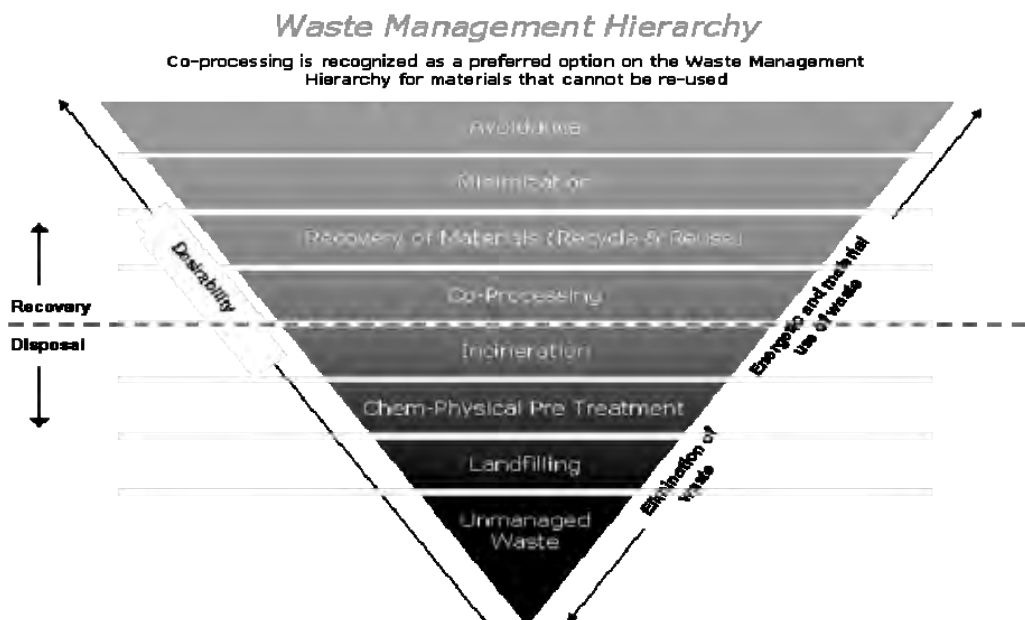 Waste Management Hierarchy
Co-processing is recognized as a preferred option on the Waste Management
Hierarchy for materials that cannot be re-used
Avoidance
Minimization
Recovery of Materials (Recycle & Reuse)
Desirability
Co-Processing
Energetic and material
use of waste
Recovery
Disposal
Incineration
Chem-Physical Pre Treatment
Landfilling
Elimination of
waste
Unmanaged
Waste